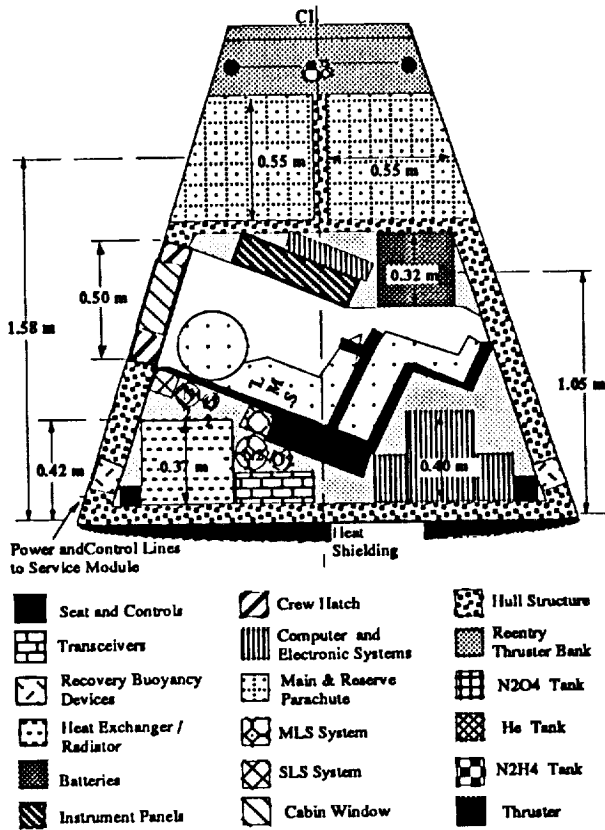 CL
0.55 m
0.55 m
0.50 m
0.32 m
1.58 m
1.05 m
S M L
0.42 m
0.37 m
0.40 m
Power and Control Lines
to Service Module
Heat
Shielding
Seat and Controls
Crew Hatch
Hull Structure
Transceivers
Computer and
Electronic Systems
Reentry
Thruster Bank
Recovery Buoyancy
Devices
Main & Reserve
Parachute
N2O4 Tank
Heat Exchanger /
Radiator
MLS System
He Tank
Batteries
SLS System
N2H4 Tank
Instrument Panels
Cabin Window
Thruster